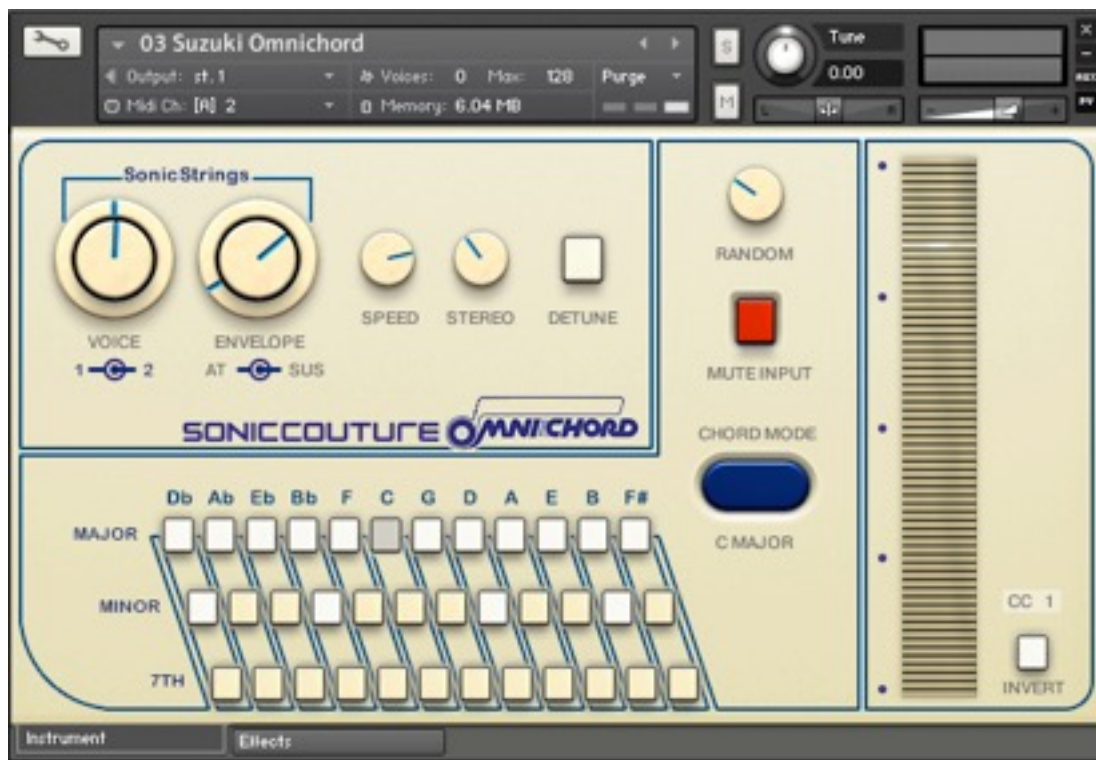 03 Suzuki Omnichord
Output: st.1 Voices: 0 Max: 128 Purge
Midi Ch: [A] 2 Memory: 6.04 MB
S
M
Tune
0.00
L R
- +
X
-
AUX
PV
SonicStrings
VOICE ENVELOPE SPEED STEREO DETUNE
1 2 AT SUS
SONICCOUTURE OMNICHORD
RANDOM
MUTE INPUT
CHORD MODE
C MAJOR
Db Ab Eb Bb F C G D A E B F#
MAJOR
MINOR
7TH
CC 1
INVERT
Instrument Effects